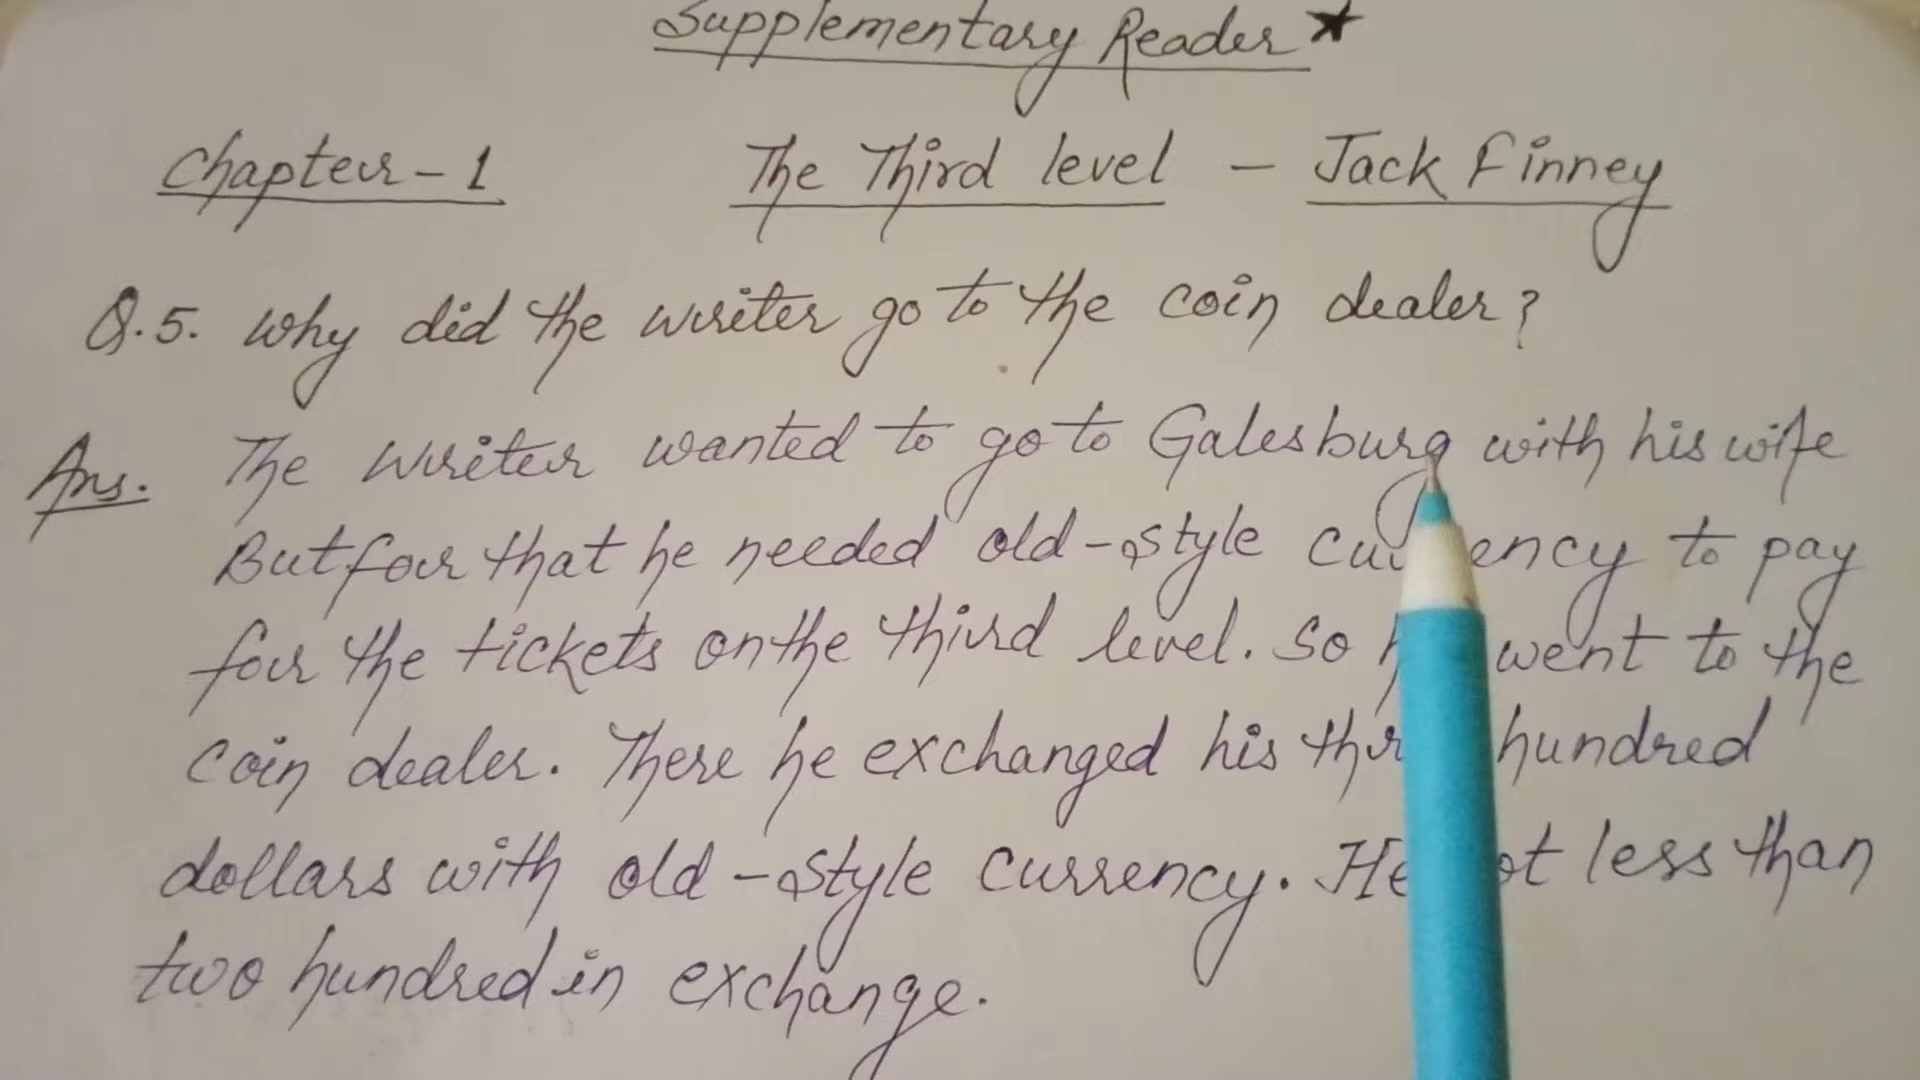 Supplementary Reader ★
Chapter-1 The Third level - Jack Finney
Q.5. Why did the writer go to the coin dealer?
Ans. The writer wanted to go to Galesburg with his wife
But for that he needed old-style currency to pay
for the tickets on the third level. So went to the
coin dealer. There he exchanged his hundred
dollars with old-style currency. He less than
two hundred in exchange.